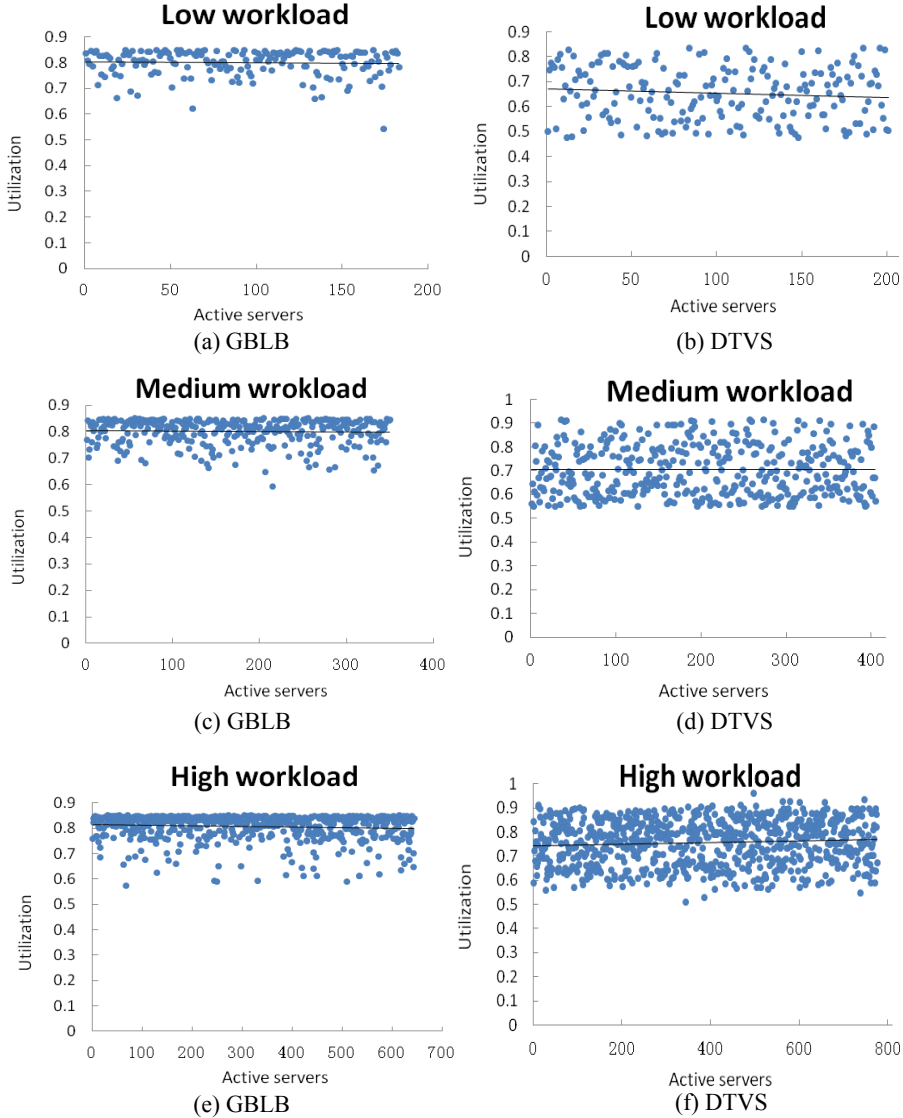 Low workload
0.9
0.8
0.7
0.6
0.5
0.4
0.3
0.2
0.1
0
Utilization
0 50 100 150 200
Active servers
(a) GBLB
Low workload
0.9
0.8
0.7
0.6
0.5
0.4
0.3
0.2
0.1
0
Utilization
0 50 100 150 200
Active servers
(b) DTVS
Medium wrokload
0.9
0.8
0.7
0.6
0.5
0.4
0.3
0.2
0.1
0
Utilization
0 100 200 300 400
Active servers
(c) GBLB
Medium workload
1
0.9
0.8
0.7
0.6
0.5
0.4
0.3
0.2
0.1
0
Utilization
0 100 200 300 400
Active servers
(d) DTVS
High workload
0.9
0.8
0.7
0.6
0.5
0.4
0.3
0.2
0.1
0
Utilization
0 100 200 300 400 500 600 700
Active servers
(e) GBLB
High workload
1
0.9
0.8
0.7
0.6
0.5
0.4
0.3
0.2
0.1
0
Utilization
0 200 400 600 800
Active servers
(f) DTVS